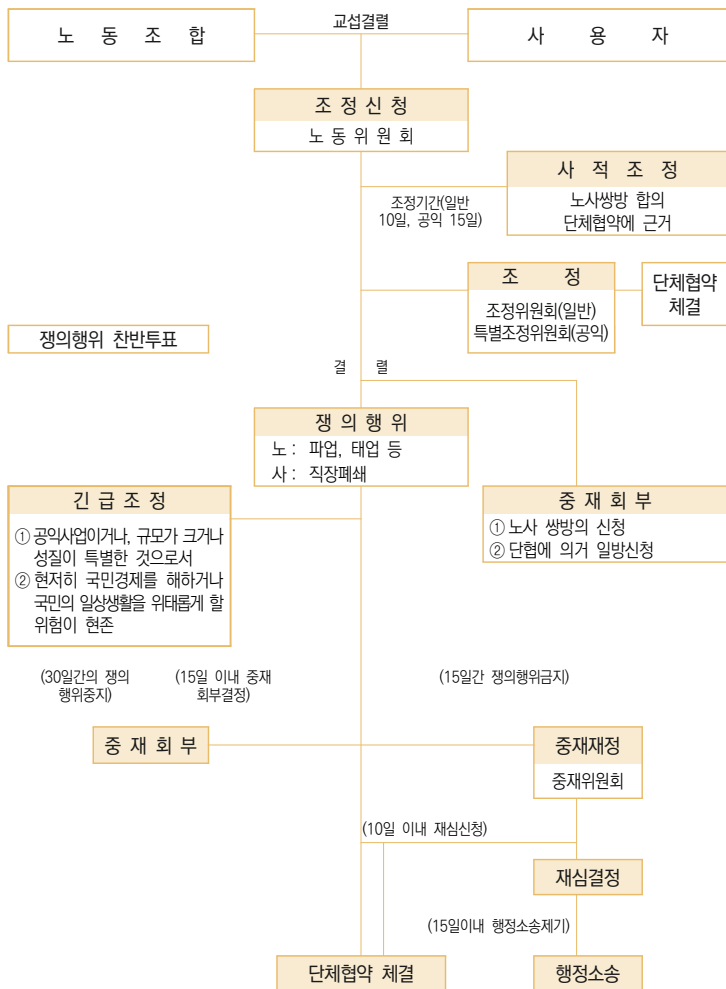 노 동 조 합
교섭결렬
사 용 자
조 정 신 청
노 동 위 원 회
사 적 조 정
노사쌍방 합의
단체협약에 근거
조정기간(일반
10일, 공익 15일)
조 정
조정위원회(일반)
특별조정위원회(공익)
단체협약
체결
쟁의행위 찬반투표
결 렬
쟁 의 행 위
노 : 파업, 태업 등
사 : 직장폐쇄
긴 급 조 정
① 공익사업이거나, 규모가 크거나
성질이 특별한 것으로서
② 현저히 국민경제를 해하거나
국민의 일상생활을 위태롭게 할
위험이 현존
중 재 회 부
① 노사 쌍방의 신청
② 단협에 의거 일방신청
(30일간의 쟁의
행위중지)
(15일 이내 중재
회부결정)
(15일간 쟁의행위금지)
중 재 회 부
중재재정
중재위원회
(10일 이내 재심신청)
재심결정
(15일이내 행정소송제기)
단체협약 체결
행정소송